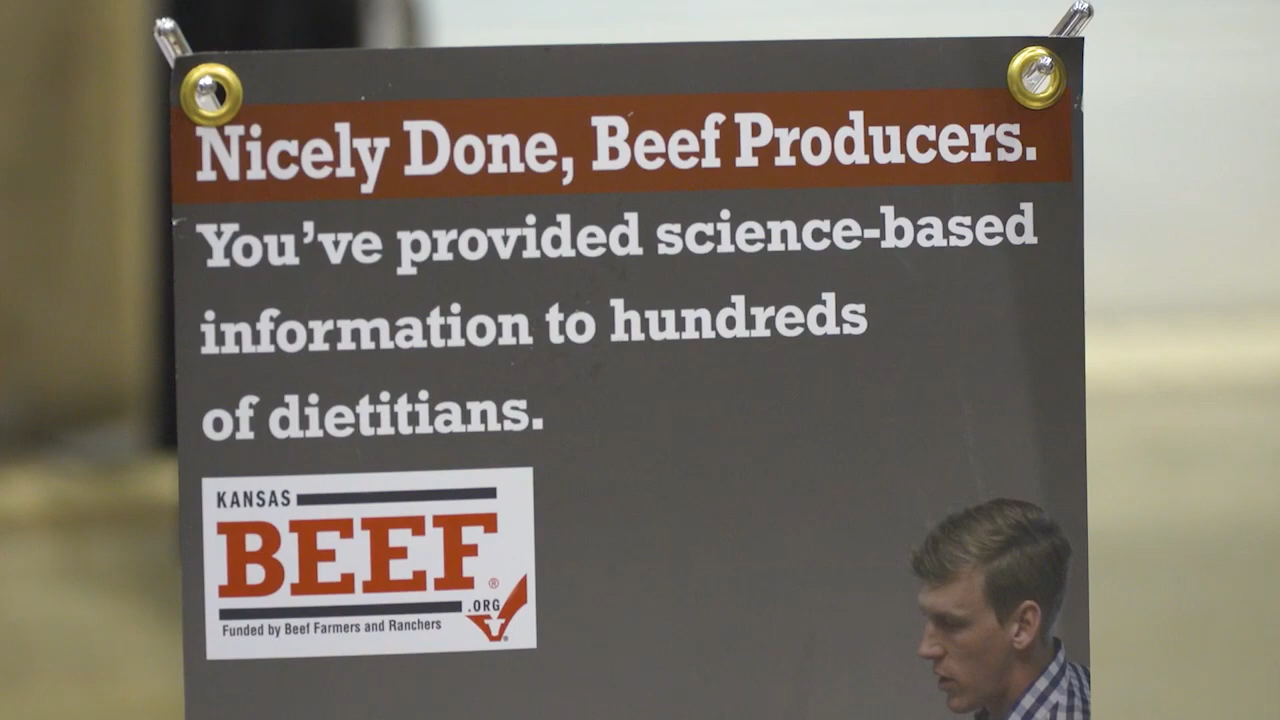 Nicely Done, Beef Producers.
You've provided science-based
information to hundreds
of dietitians.
KANSAS
BEEF®
.ORG
Funded by Beef Farmers and Ranchers
®